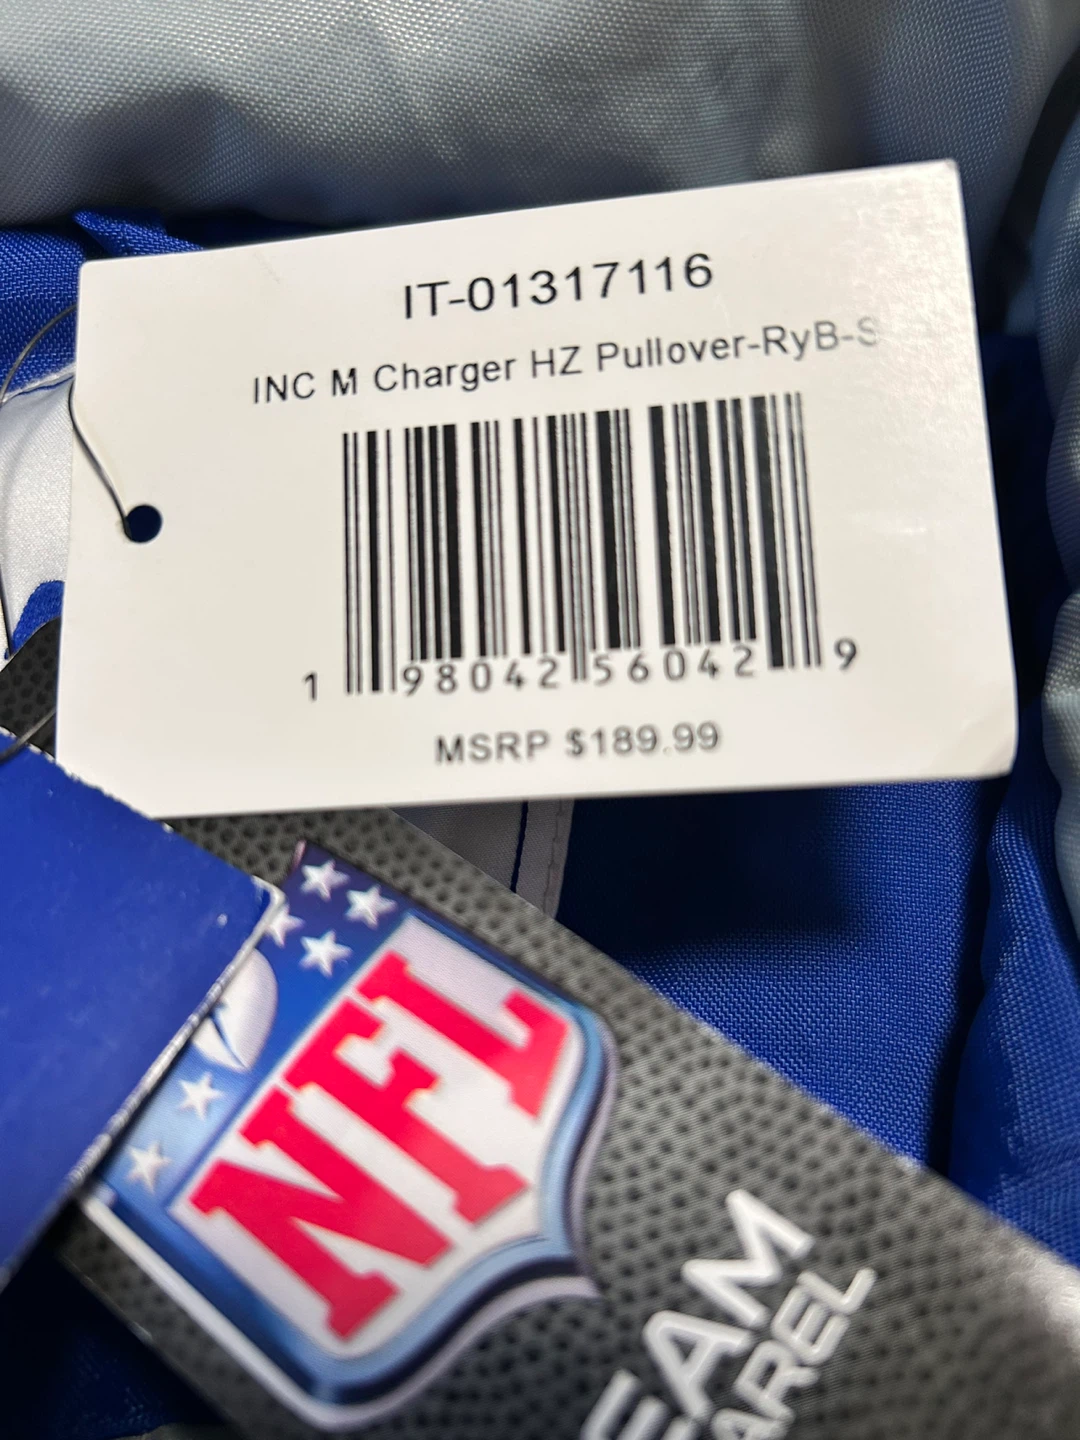 IT-01317116
INC M Charger HZ Pullover-RyB-S
1 98042 56042 9
MSRP $189.99
NFL